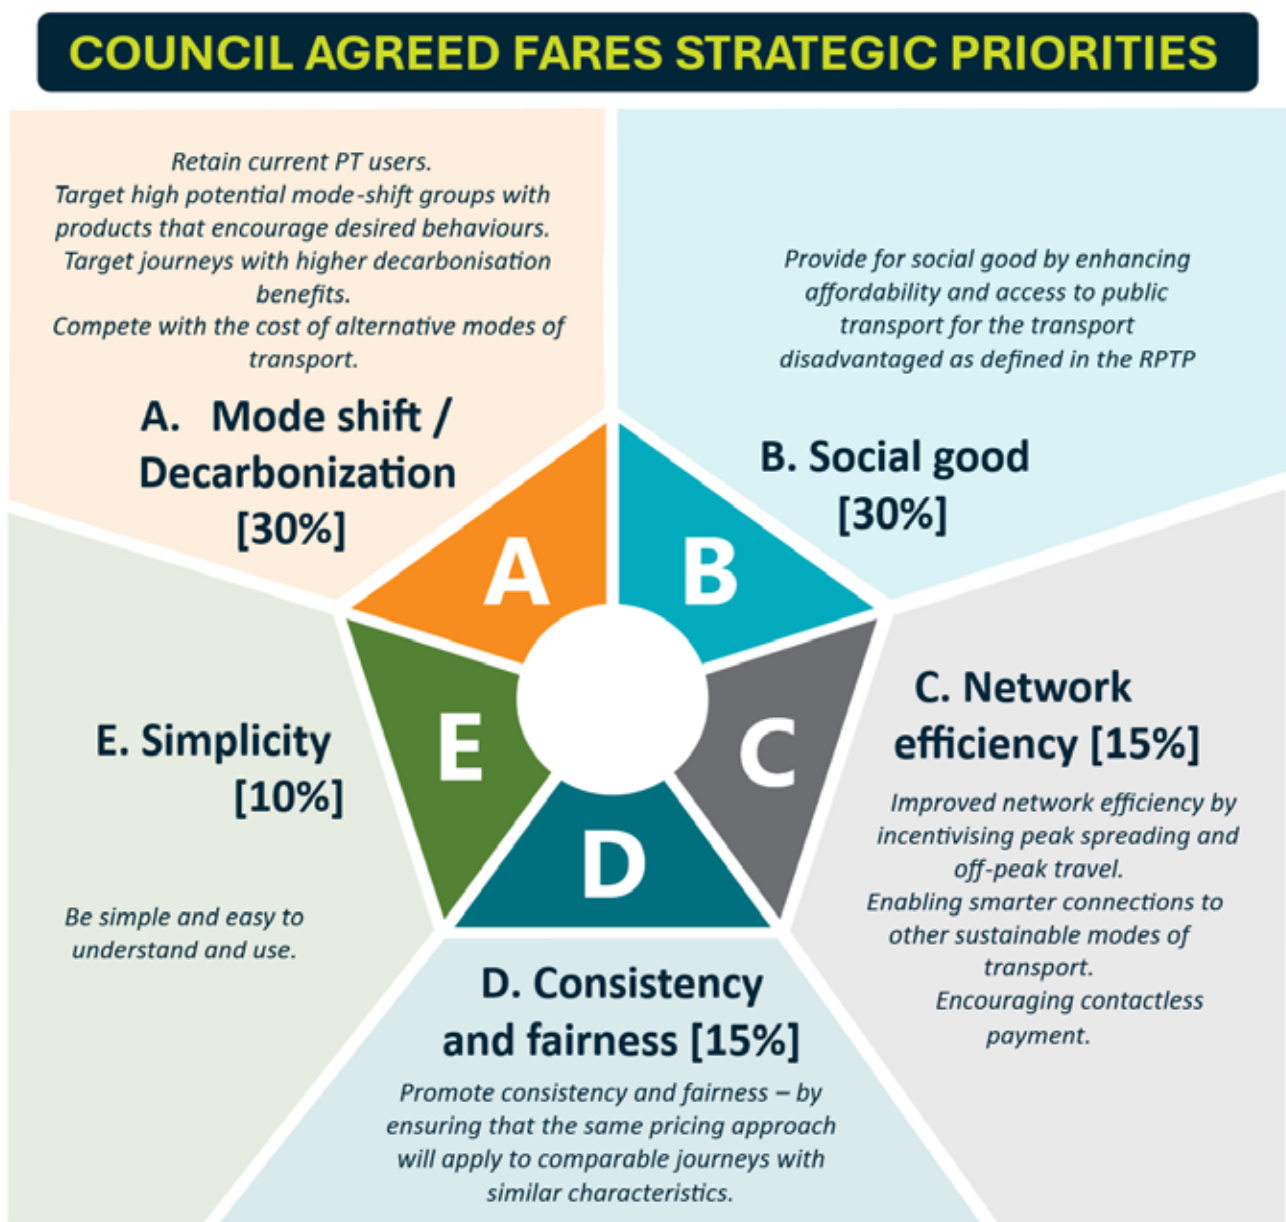 COUNCIL AGREED FARES STRATEGIC PRIORITIES
Retain current PT users.
Target high potential mode-shift groups with
products that encourage desired behaviours.
Target journeys with higher decarbonisation
benefits.
Compete with the cost of alternative modes of
transport.
A. Mode shift /
Decarbonization
[30%]
Provide for social good by enhancing
affordability and access to public
transport for the transport
disadvantaged as defined in the RPTP
B. Social good
[30%]
A
B
C
D
E
C. Network
efficiency [15%]
Improved network efficiency by
incentivising peak spreading and
off-peak travel.
Enabling smarter connections to
other sustainable modes of
transport.
Encouraging contactless
payment.
D. Consistency
and fairness [15%]
Promote consistency and fairness – by
ensuring that the same pricing approach
will apply to comparable journeys with
similar characteristics.
E. Simplicity
[10%]
Be simple and easy to
understand and use.